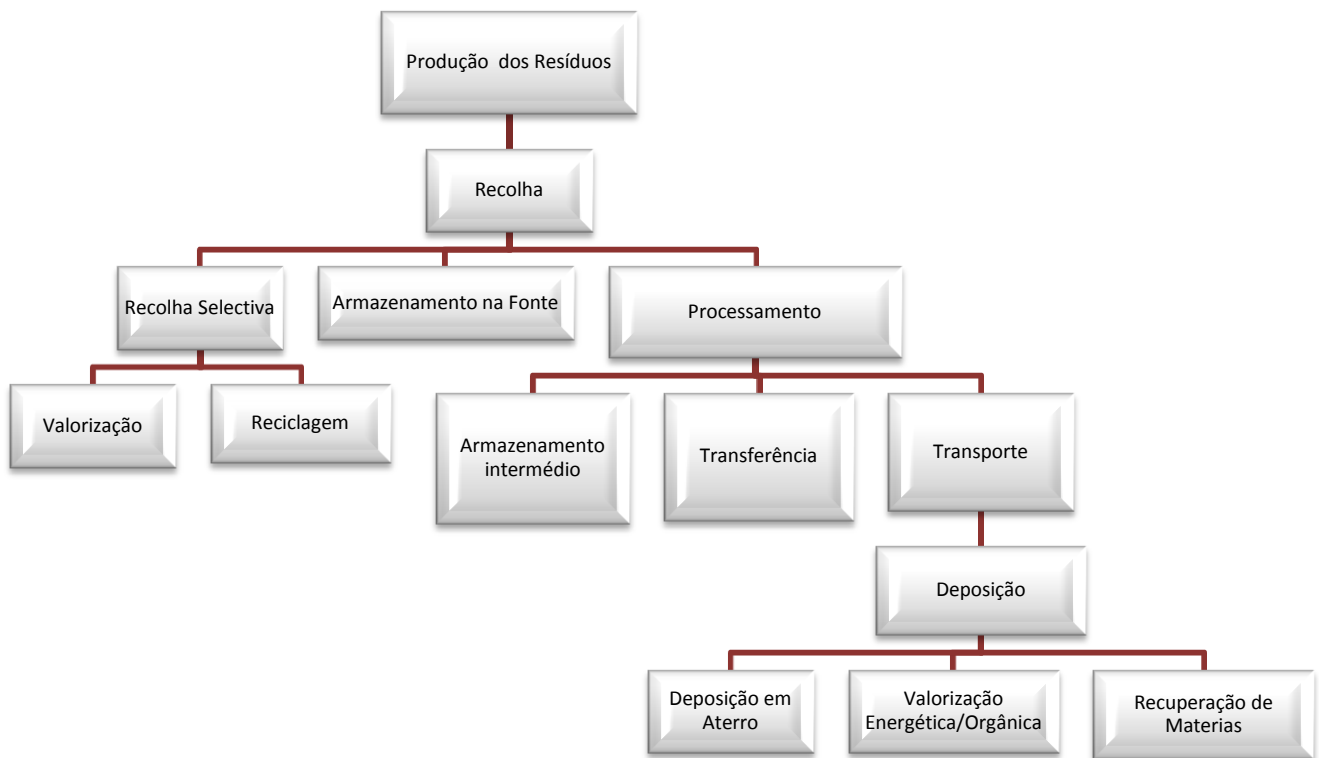 Produção dos Resíduos
Recolha
Recolha Selectiva
Armazenamento na Fonte
Processamento
Valorização
Reciclagem
Armazenamento
intermédio
Transferência
Transporte
Deposição
Deposição em
Aterro
Valorização
Energética/Orgânica
Recuperação de
Materias